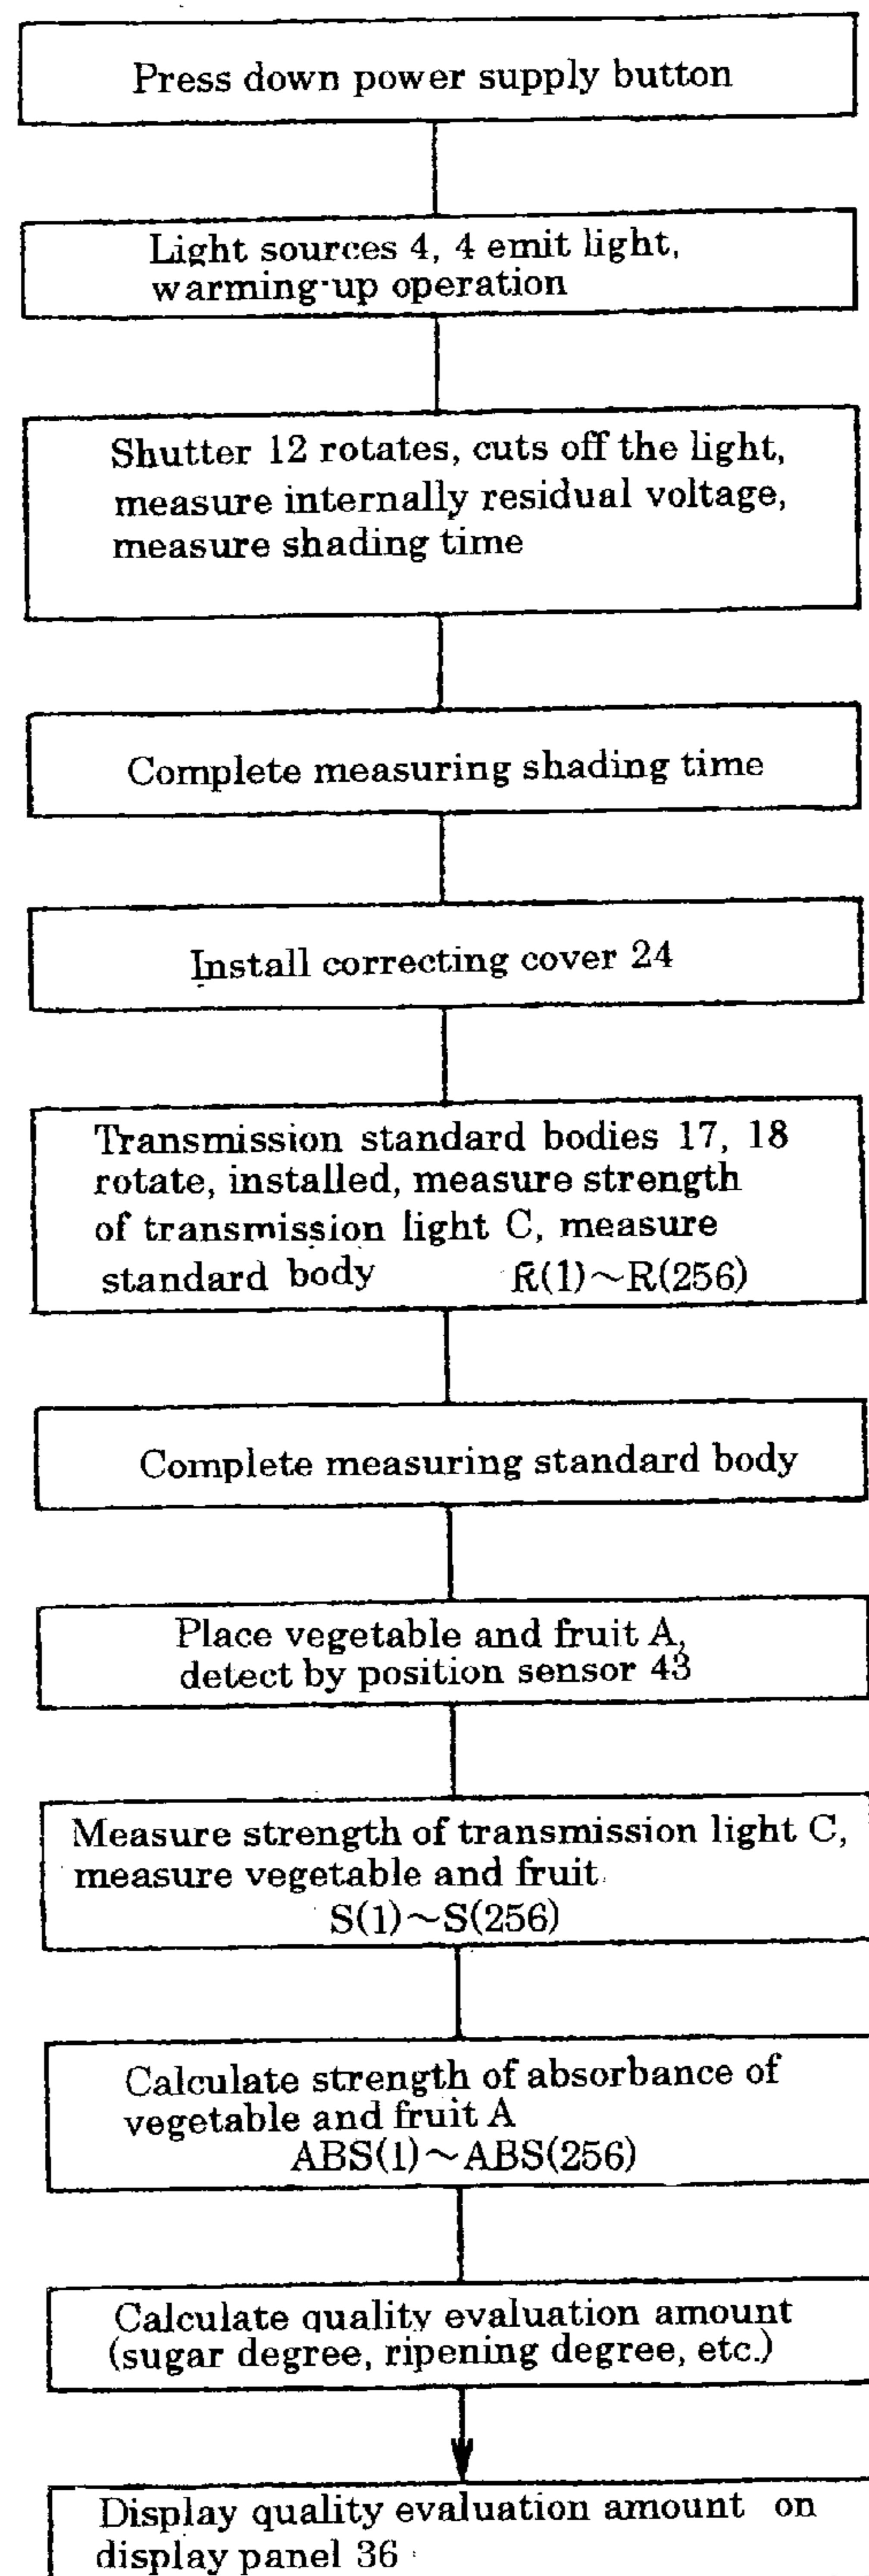 Press down power supply button
Light sources 4, 4 emit light,
warming-up operation
Shutter 12 rotates, cuts off the light,
measure internally residual voltage,
measure shading time
Complete measuring shading time
Install correcting cover 24
Transmission standard bodies 17, 18
rotate, installed, measure strength
of transmission light C, measure
standard body R(1)~R(256)
Complete measuring standard body
Place vegetable and fruit A,
detect by position sensor 43
Measure strength of transmission light C,
measure vegetable and fruit
S(1)~S(256)
Calculate strength of absorbance of
vegetable and fruit A
ABS(1)~ABS(256)
Calculate quality evaluation amount
(sugar degree, ripening degree, etc.)
Display quality evaluation amount on
display panel 36